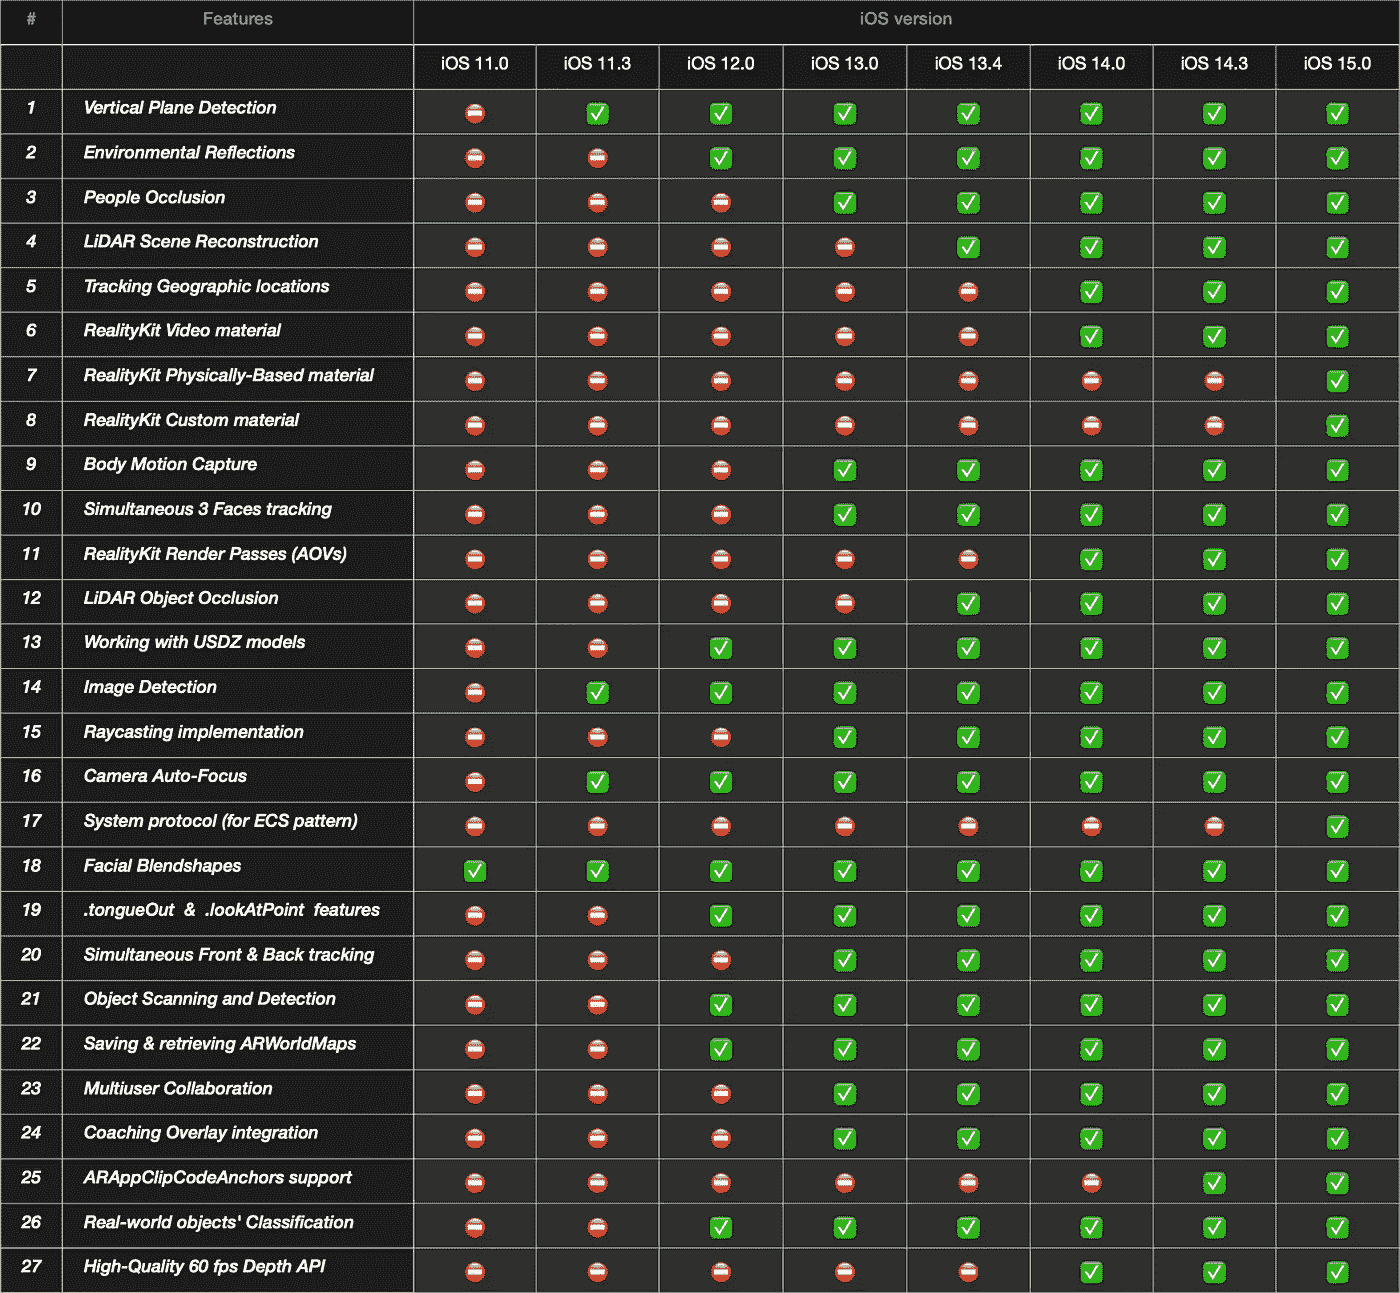 # Features iOS version
iOS 11.0 iOS 11.3 iOS 12.0 iOS 13.0 iOS 13.4 iOS 14.0 iOS 14.3 iOS 15.0
1 Vertical Plane Detection
2 Environmental Reflections
3 People Occlusion
4 LiDAR Scene Reconstruction
5 Tracking Geographic locations
6 RealityKit Video material
7 RealityKit Physically-Based material
8 RealityKit Custom material
9 Body Motion Capture
10 Simultaneous 3 Faces tracking
11 RealityKit Render Passes (AOVs)
12 LiDAR Object Occlusion
13 Working with USDZ models
14 Image Detection
15 Raycasting implementation
16 Camera Auto-Focus
17 System protocol (for ECS pattern)
18 Facial Blendshapes
19 .tongueOut & .lookAtPoint features
20 Simultaneous Front & Back tracking
21 Object Scanning and Detection
22 Saving & retrieving ARWorldMaps
23 Multiuser Collaboration
24 Coaching Overlay integration
25 ARAppClipCodeAnchors support
26 Real-world objects' Classification
27 High-Quality 60 fps Depth API